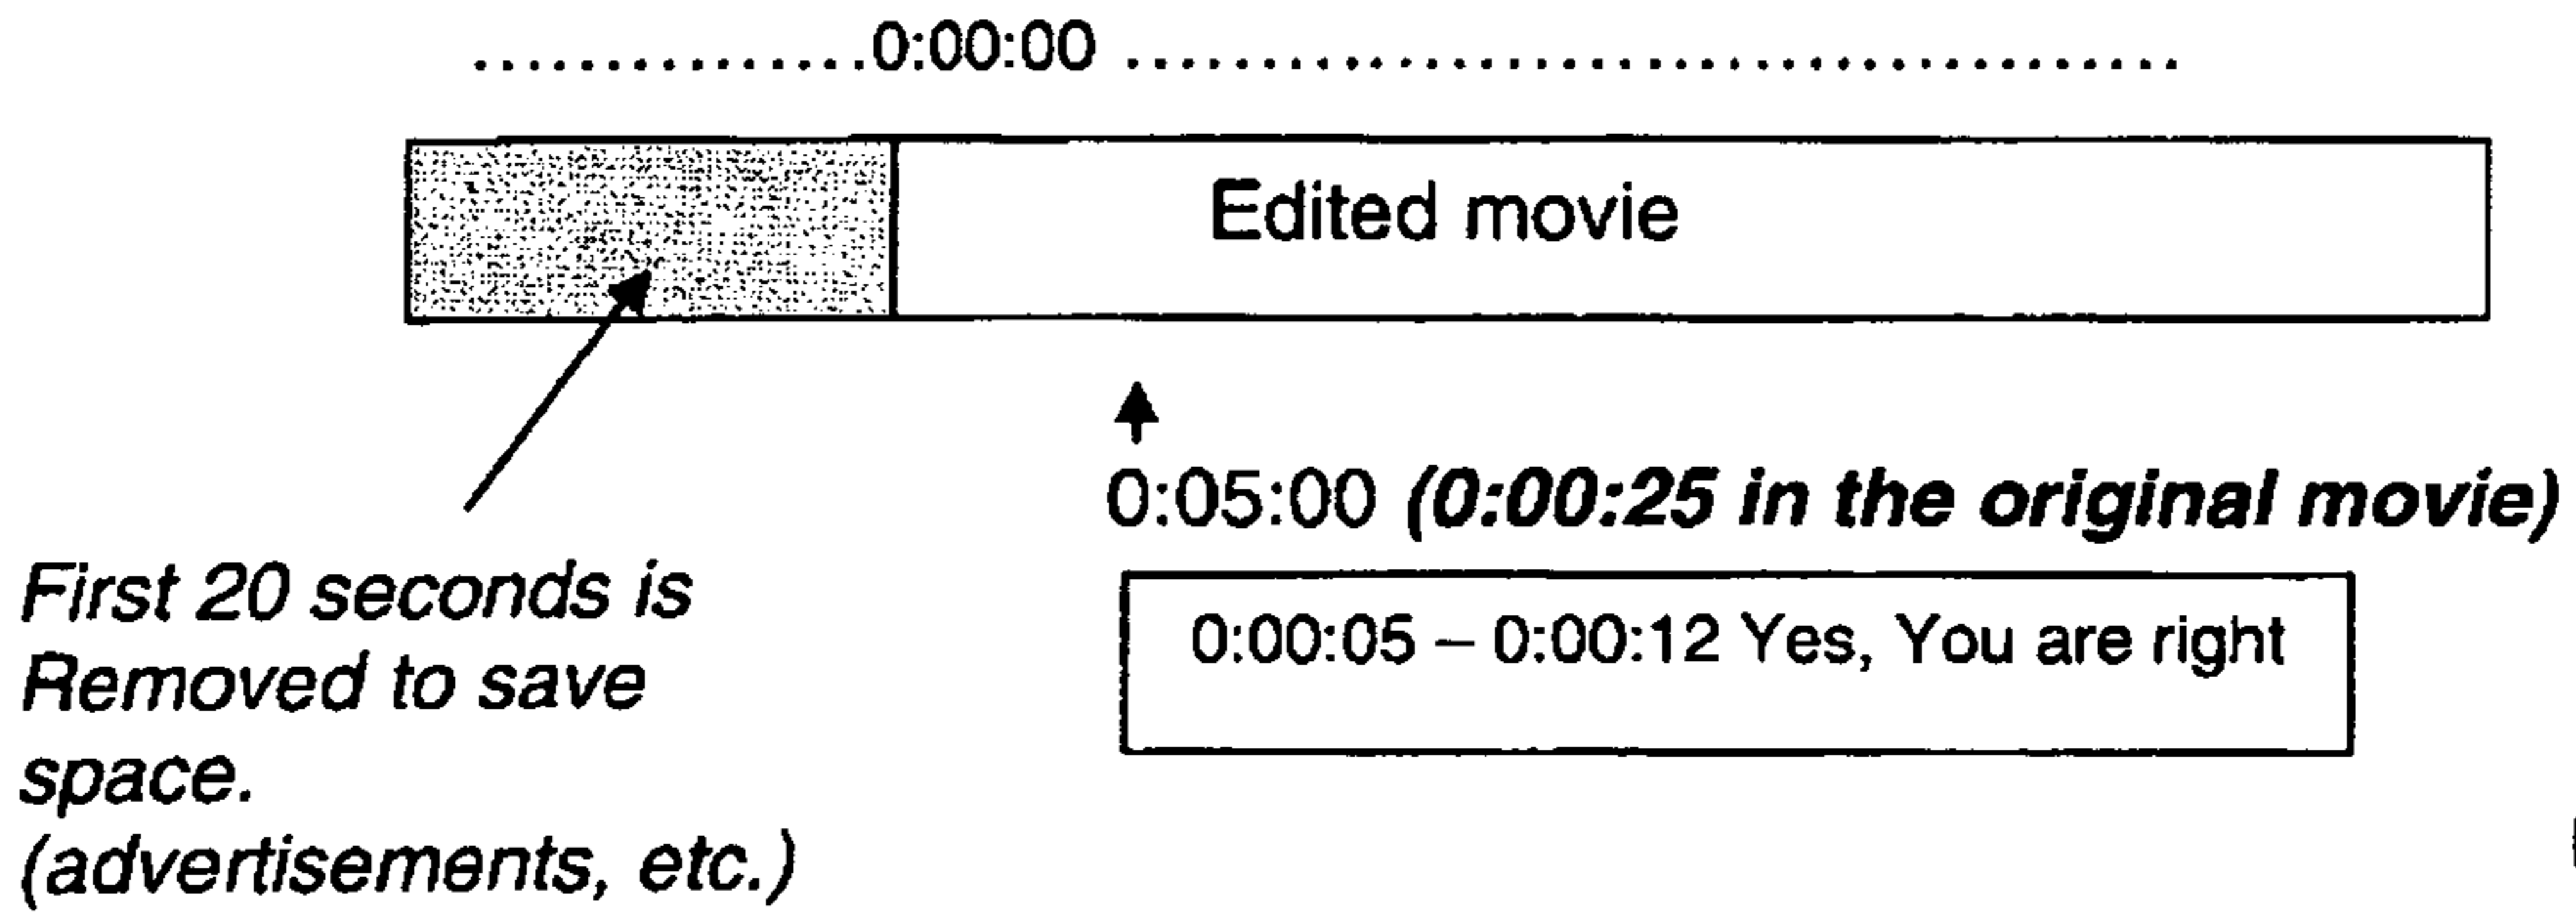 ...............0:00:00 .......................................
Edited movie
0:05:00 (0:00:25 in the original movie)
First 20 seconds is
Removed to save
space.
(advertisements, etc.)
0:00:05 – 0:00:12 Yes, You are right